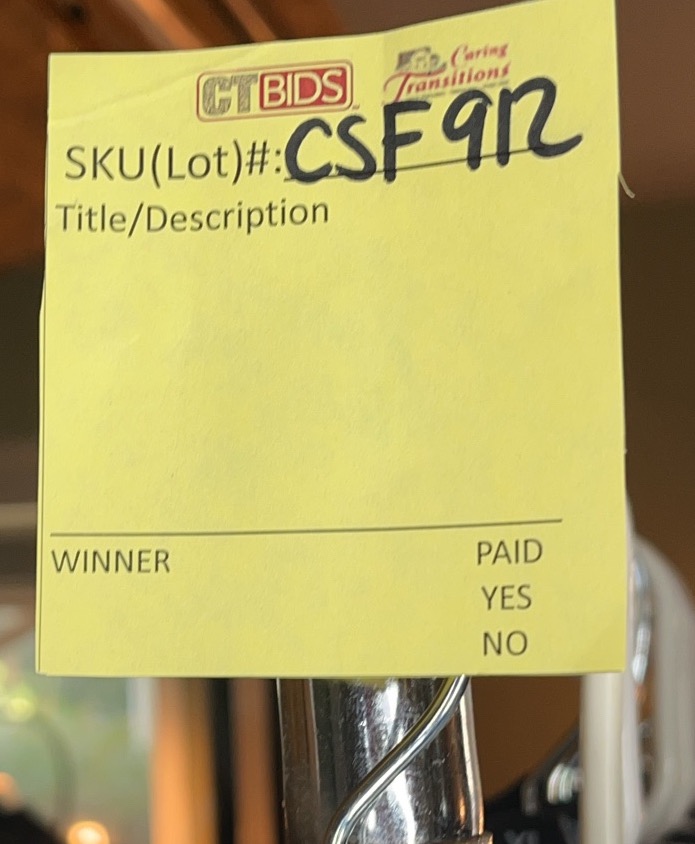 CTBIDS
Caring
Transitions
SKU(Lot)#: CSF912
Title/Description
WINNER PAID
YES
NO